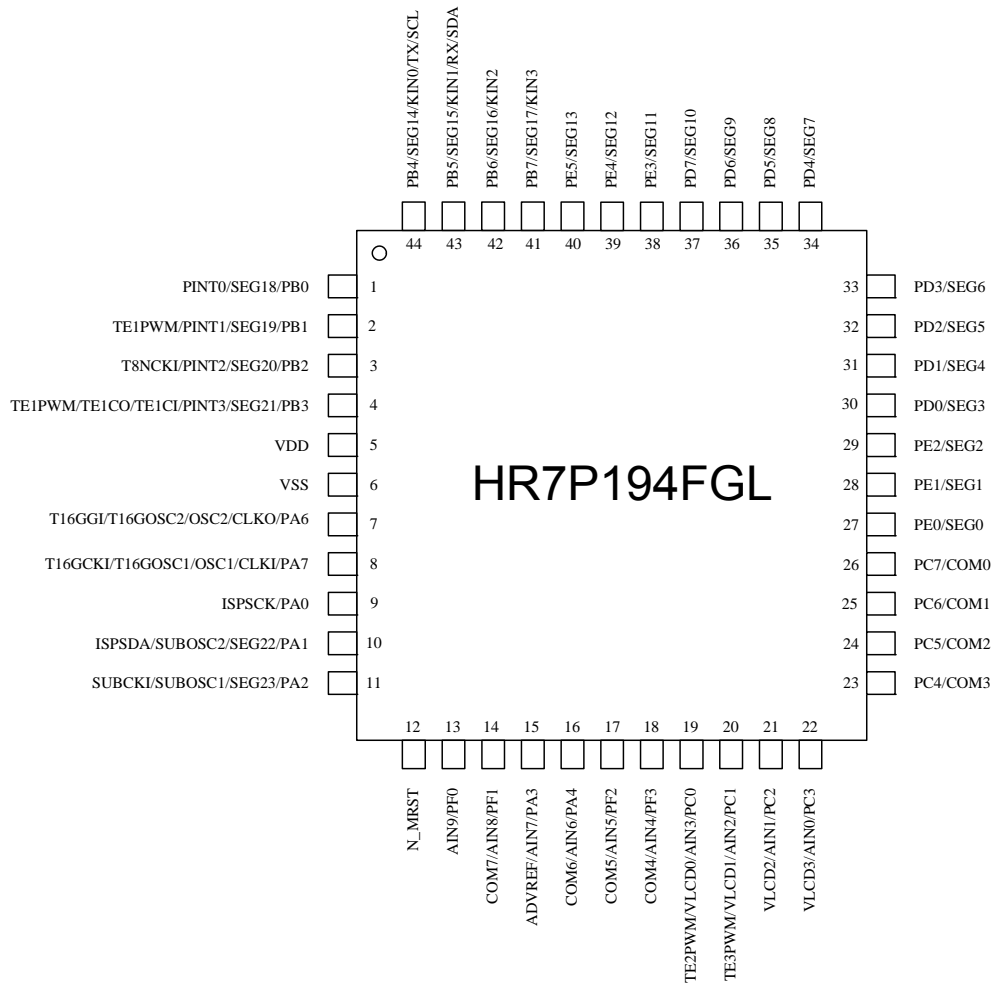 PB4/SEG14/KIN0/TX/SCL
PB5/SEG15/KIN1/RX/SDA
PB6/SEG16/KIN2
PB7/SEG17/KIN3
PE5/SEG13
PE4/SEG12
PE3/SEG11
PD7/SEG10
PD6/SEG9
PD5/SEG8
PD4/SEG7
44 43 42 41 40 39 38 37 36 35 34
PINT0/SEG18/PB0 1
TE1PWM/PINT1/SEG19/PB1 2
T8NCKI/PINT2/SEG20/PB2 3
TE1PWM/TE1CO/TE1CI/PINT3/SEG21/PB3 4
VDD 5
VSS 6
T16GGI/T16GOSC2/OSC2/CLKO/PA6 7
T16GCKI/T16GOSC1/OSC1/CLKI/PA7 8
ISPSCK/PA0 9
ISPSDA/SUBOSC2/SEG22/PA1 10
SUBCKI/SUBOSC1/SEG23/PA2 11
HR7P194FGL
33 PD3/SEG6
32 PD2/SEG5
31 PD1/SEG4
30 PD0/SEG3
29 PE2/SEG2
28 PE1/SEG1
27 PE0/SEG0
26 PC7/COM0
25 PC6/COM1
24 PC5/COM2
23 PC4/COM3
12 13 14 15 16 17 18 19 20 21 22
N_MRST
AIN9/PF0
COM7/AIN8/PF1
ADVREF/AIN7/PA3
COM6/AIN6/PA4
COM5/AIN5/PF2
COM4/AIN4/PF3
TE2PWM/VLCD0/AIN3/PC0
TE3PWM/VLCD1/AIN2/PC1
VLCD2/AIN1/PC2
VLCD3/AIN0/PC3